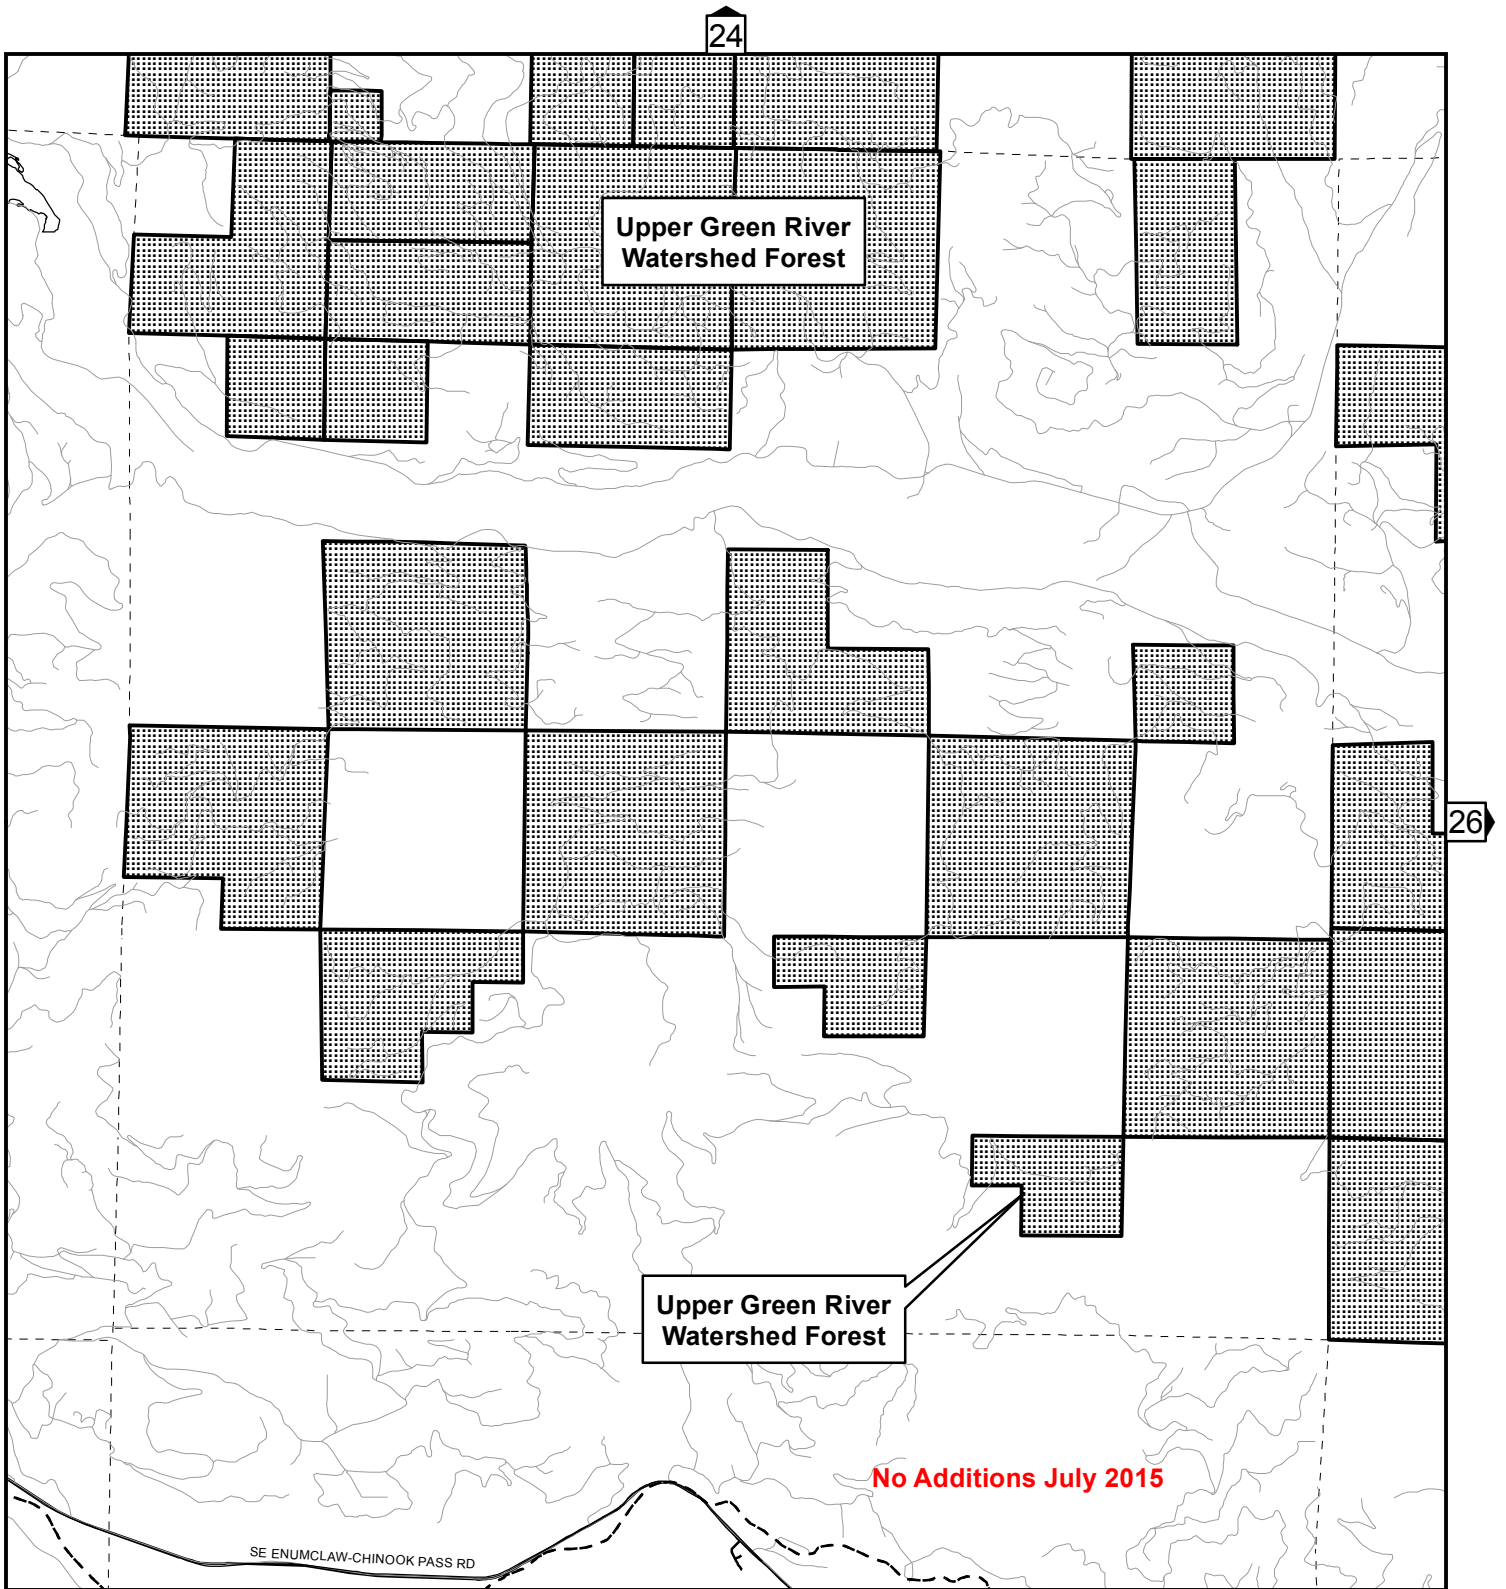 24
Upper Green River
Watershed Forest
26
Upper Green River
Watershed Forest
No Additions July 2015
SE ENUMCLAW-CHINOOK PASS RD